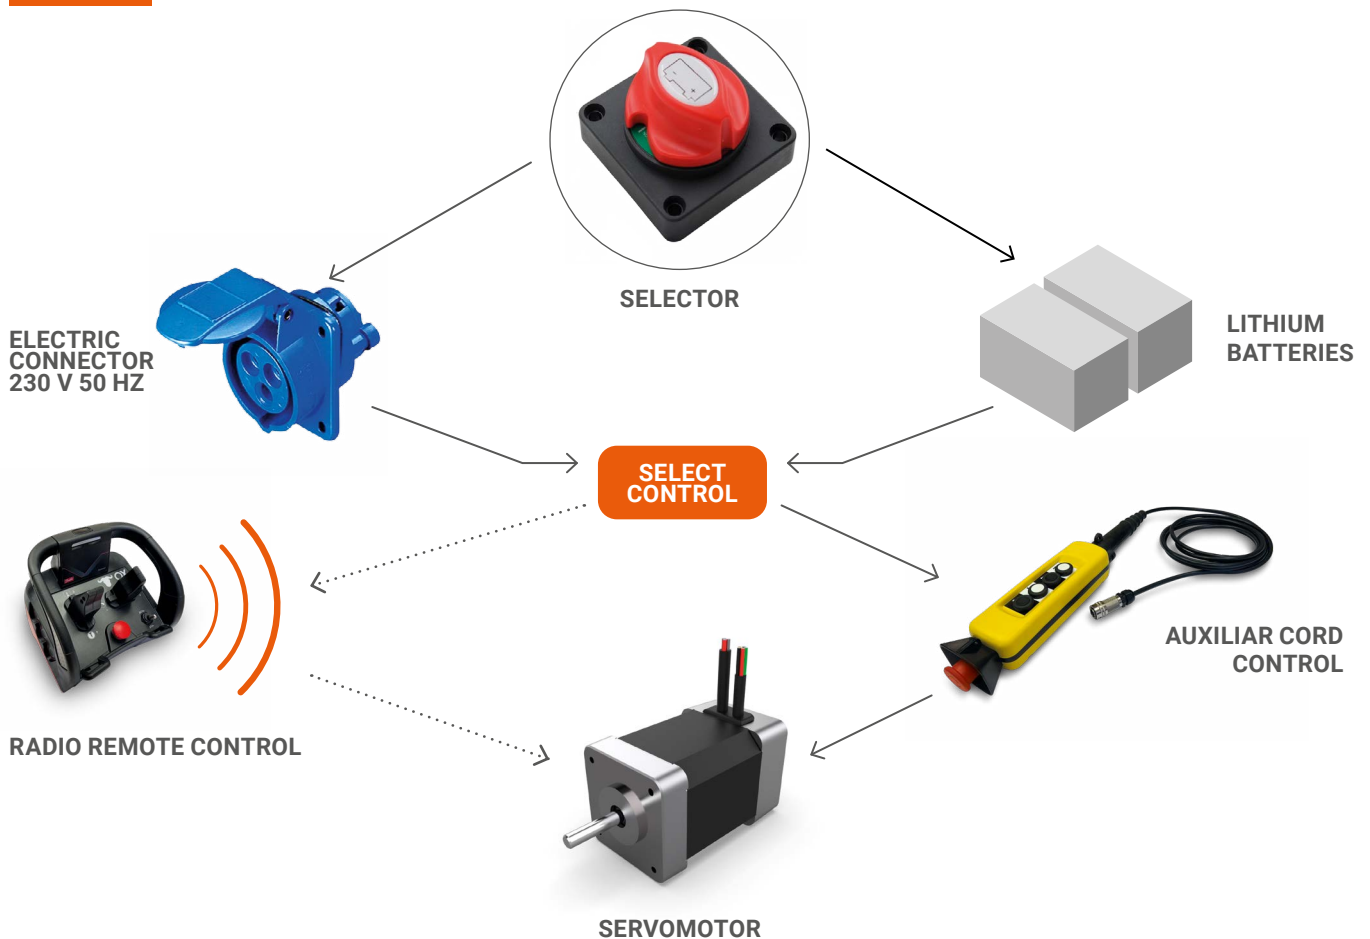 SELECTOR
ELECTRIC
CONNECTOR
230 V 50 HZ
LITHIUM
BATTERIES
SELECT
CONTROL
AUXILIAR CORD
CONTROL
RADIO REMOTE CONTROL
SERVOMOTOR